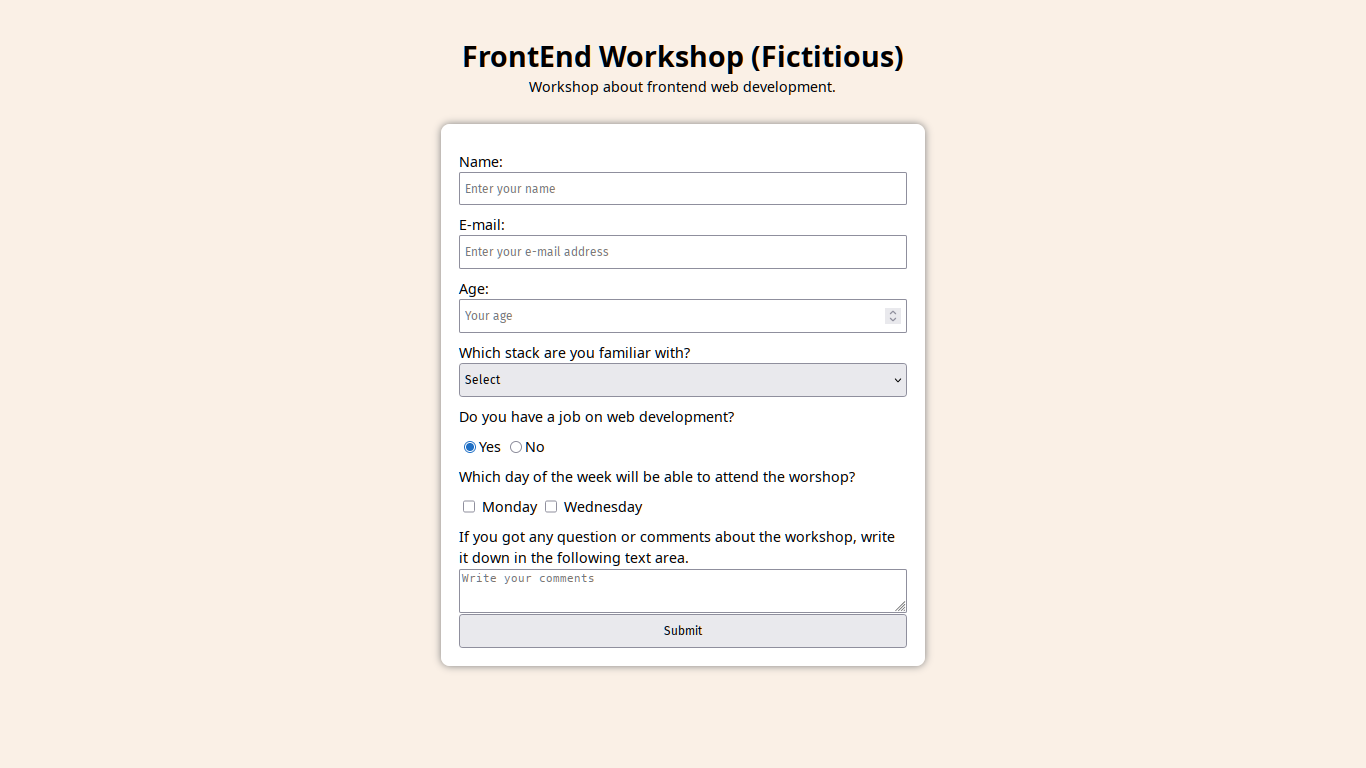 FrontEnd Workshop (Fictitious)
Workshop about frontend web development.
Name:
Enter your name
E-mail:
Enter your e-mail address
Age:
Your age
Which stack are you familiar with?
Select
Do you have a job on web development?
Yes No
Which day of the week will be able to attend the worshop?
Monday Wednesday
If you got any question or comments about the workshop, write
it down in the following text area.
Write your comments
Submit